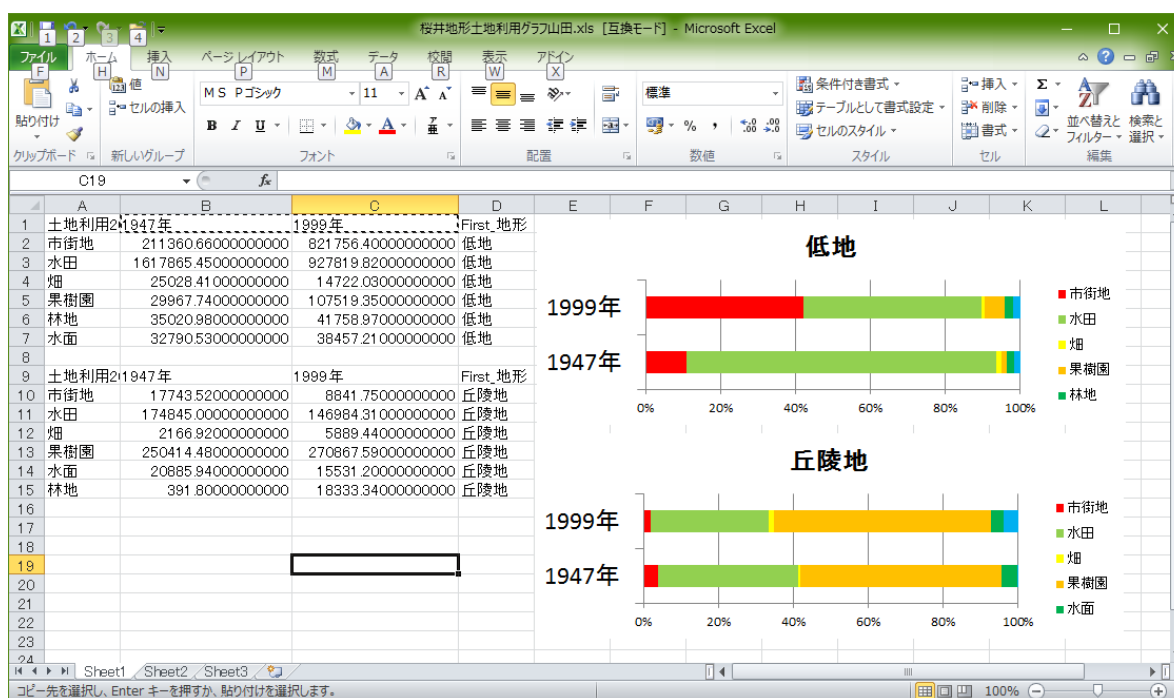 桜井地形土地利用グラフ山田.xls [互換モード] - Microsoft Excel
1 2 3 4
ファイル ホーム 挿入 ページ レイアウト 数式 データ 校閲 表示 アドイン
F H N P M A R W X
貼り付け
値
セルの挿入
MS Pゴシック 11 A A
B I U A 亜
標準
% , .0 .00 .00 .0
条件付き書式
テーブルとして書式設定
セルのスタイル
挿入
削除
書式
Σ
並べ替えと
フィルター
検索と
選択
クリップボード 新しいグループ フォント 配置 数値 スタイル セル 編集
C19 fx
A B C D E F G H I J K L
1 土地利用2 1947年 1999年 First_地形
2 市街地 211360.66000000000 821756.40000000000 低地
3 水田 1617865.45000000000 927819.82000000000 低地
4 畑 25028.41000000000 14722.03000000000 低地
5 果樹園 29967.74000000000 107519.35000000000 低地
6 林地 35020.98000000000 41758.97000000000 低地
7 水面 32790.53000000000 38457.21000000000 低地
8
9 土地利用2 1947年 1999年 First_地形
10 市街地 17743.52000000000 8841.75000000000 丘陵地
11 水田 174845.00000000000 146984.31000000000 丘陵地
12 畑 2166.92000000000 5889.44000000000 丘陵地
13 果樹園 250414.48000000000 270867.59000000000 丘陵地
14 水面 20885.94000000000 15531.20000000000 丘陵地
15 林地 391.80000000000 18333.34000000000 丘陵地
16
17
18
19
20
21
22
23
24
低地
1999年
1947年
0% 20% 40% 60% 80% 100%
市街地
水田
畑
果樹園
林地
丘陵地
1999年
1947年
0% 20% 40% 60% 80% 100%
市街地
水田
畑
果樹園
水面
Sheet1 Sheet2 Sheet3
コピー先を選択し、Enter キーを押すか、貼り付けを選択します。 100%